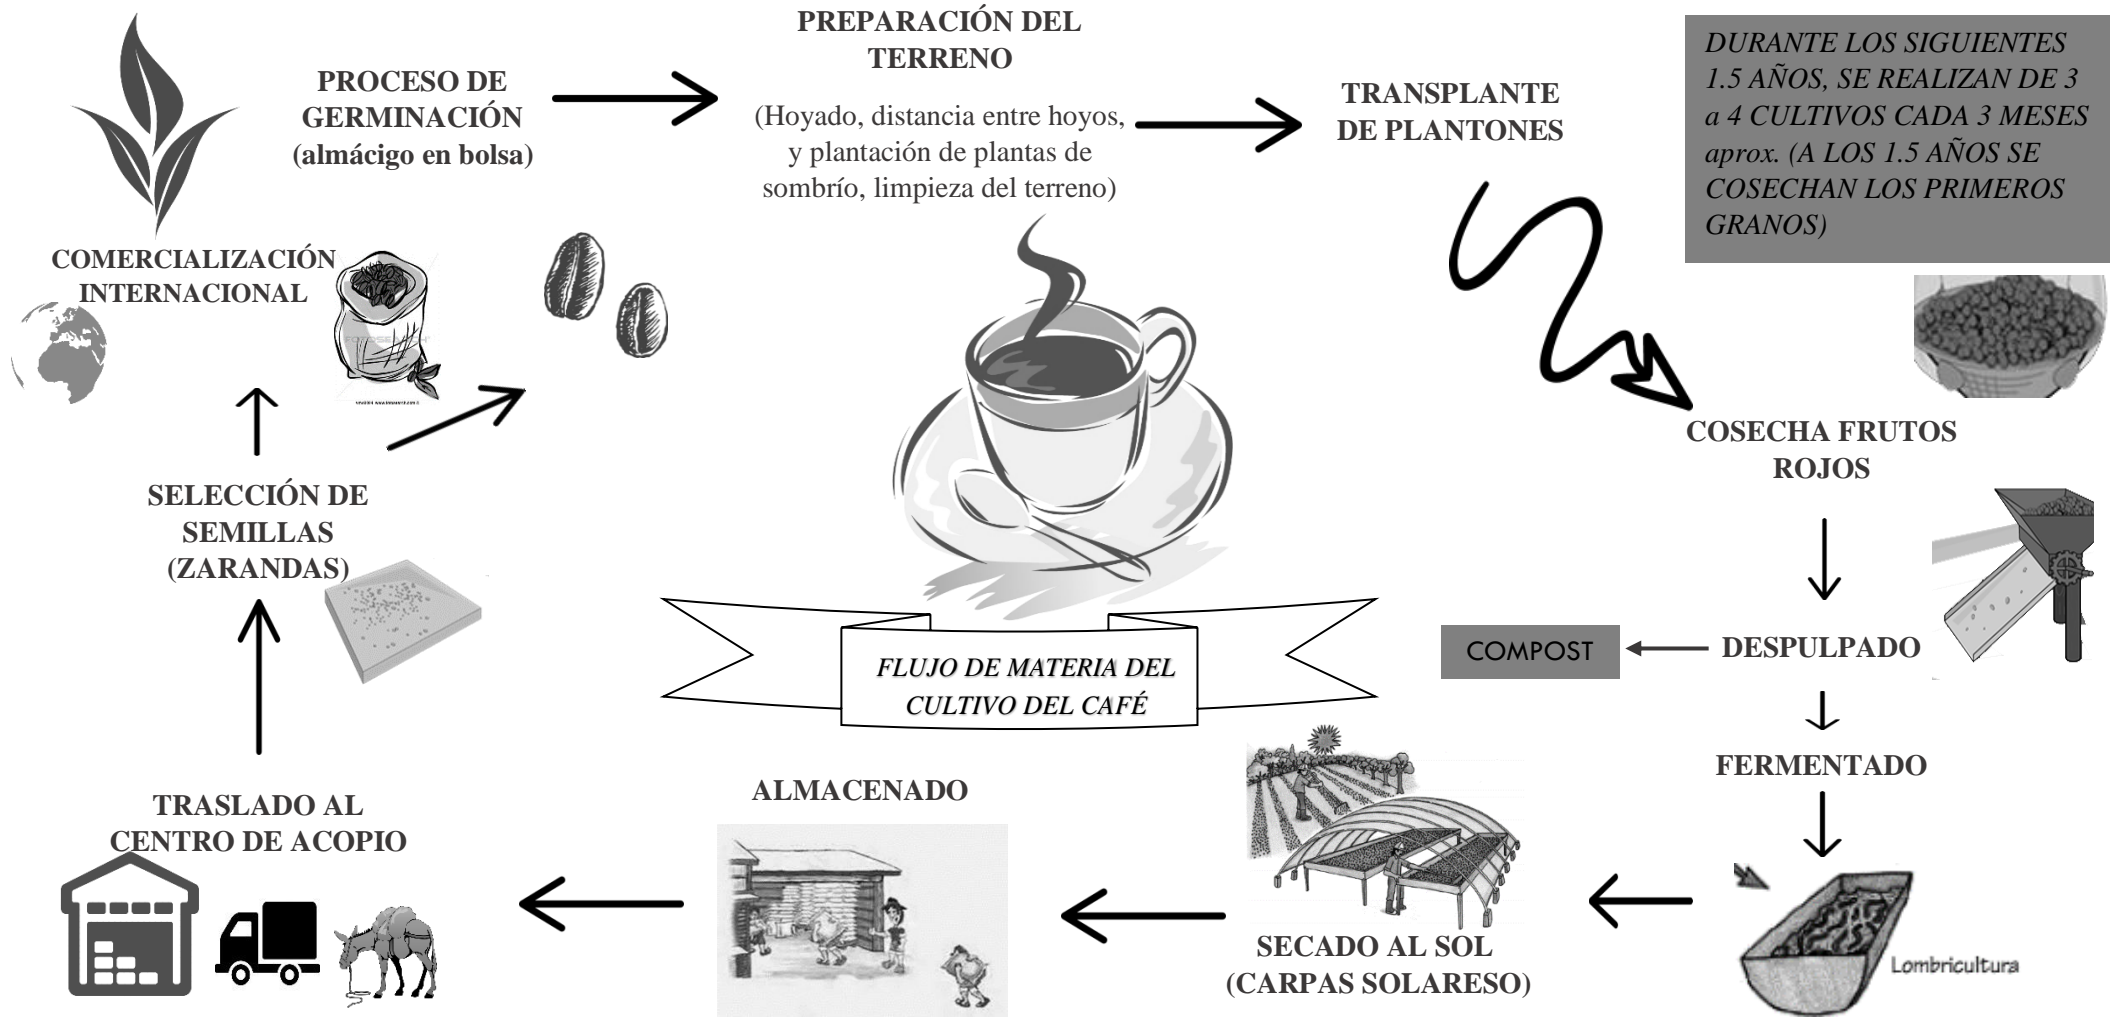 PROCESO DE
GERMINACIÓN
(almácigo en bolsa)
PREPARACIÓN DEL
TERRENO
(Hoyado, distancia entre hoyos,
y plantación de plantas de
sombrío, limpieza del terreno)
TRANSPLANTE
DE PLANTONES
DURANTE LOS SIGUIENTES
1.5 AÑOS, SE REALIZAN DE 3
a 4 CULTIVOS CADA 3 MESES
aprox. (A LOS 1.5 AÑOS SE
COSECHAN LOS PRIMEROS
GRANOS)
COSECHA FRUTOS
ROJOS
DESPULPADO
COMPOST
FERMENTADO
Lombricultura
SECADO AL SOL
(CARPAS SOLARESO)
ALMACENADO
TRASLADO AL
CENTRO DE ACOPIO
SELECCIÓN DE
SEMILLAS
(ZARANDAS)
COMERCIALIZACIÓN
INTERNACIONAL
FLUJO DE MATERIA DEL
CULTIVO DEL CAFÉ